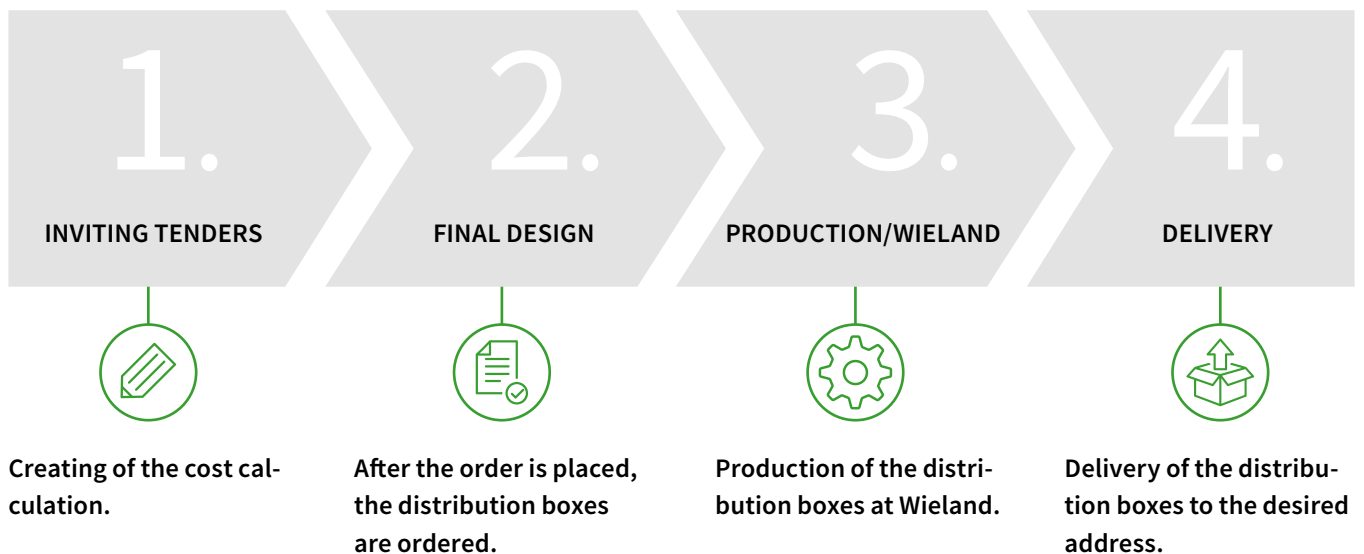 1.
INVITING TENDERS
Creating of the cost cal-
culation.
2.
FINAL DESIGN
After the order is placed,
the distribution boxes
are ordered.
3.
PRODUCTION/WIELAND
Production of the distri-
bution boxes at Wieland.
4.
DELIVERY
Delivery of the distribu-
tion boxes to the desired
address.